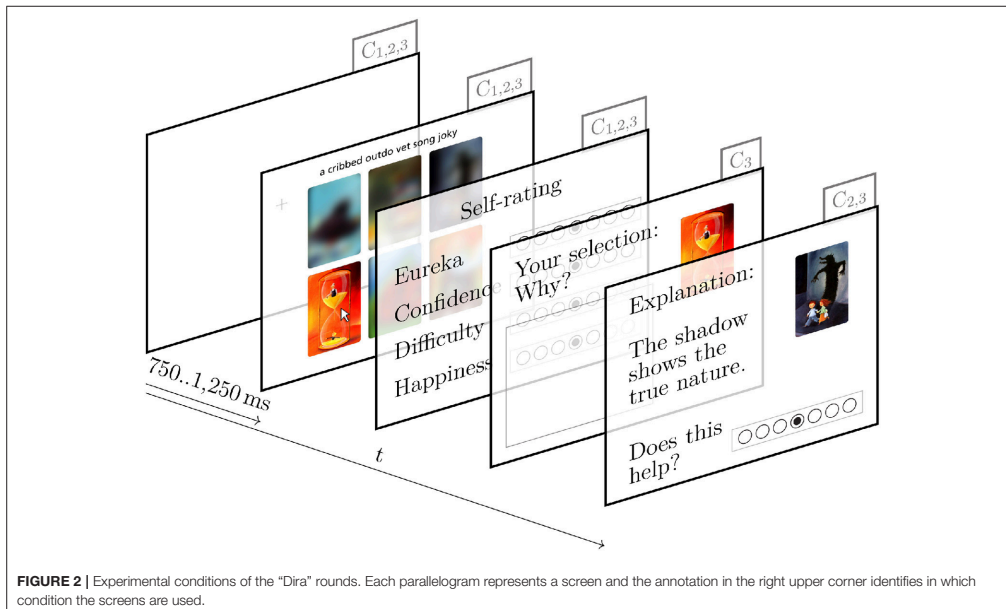 C1,2,3
C1,2,3
a cribbed outdo vet song joky
+
C1,2,3
Self-rating
Eureka
Confidence
Difficulty
Happiness
C3
Your selection:
Why?
C2,3
Explanation:
The shadow
shows the
true nature.
Does this
help?
750..1,250 ms
t
FIGURE 2 | Experimental conditions of the “Dira” rounds. Each parallelogram represents a screen and the annotation in the right upper corner identifies in which
condition the screens are used.